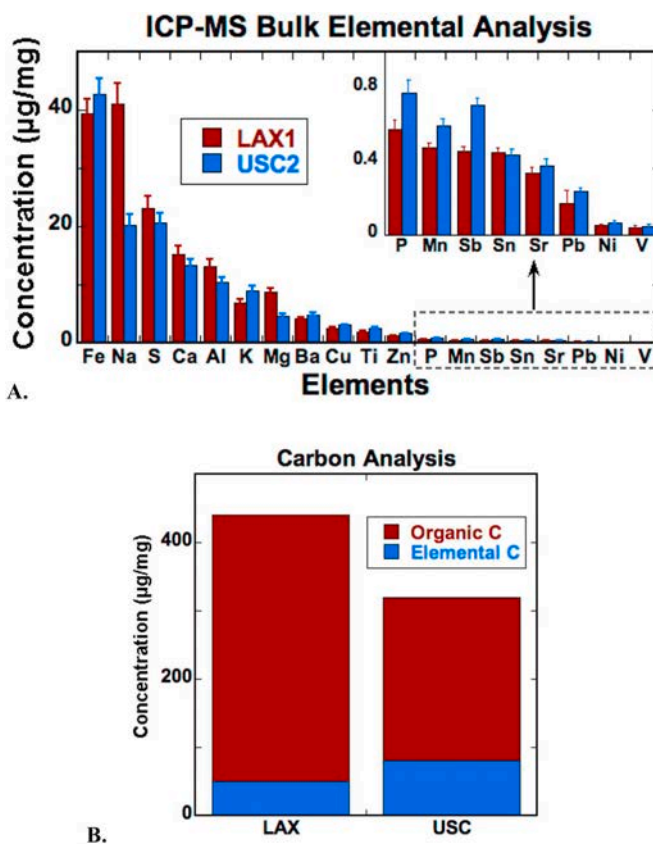 ICP-MS Bulk Elemental Analysis
Concentration (µg/mg)
40
20
0
LAX1
USC2
0.8
0.4
0
P Mn Sb Sn Sr Pb Ni V
Fe Na S Ca Al K Mg Ba Cu Ti Zn P Mn Sb Sn Sr Pb Ni V
A.
Elements
Carbon Analysis
Concentration (µg/mg)
400
200
0
Organic C
Elemental C
LAX USC
B.